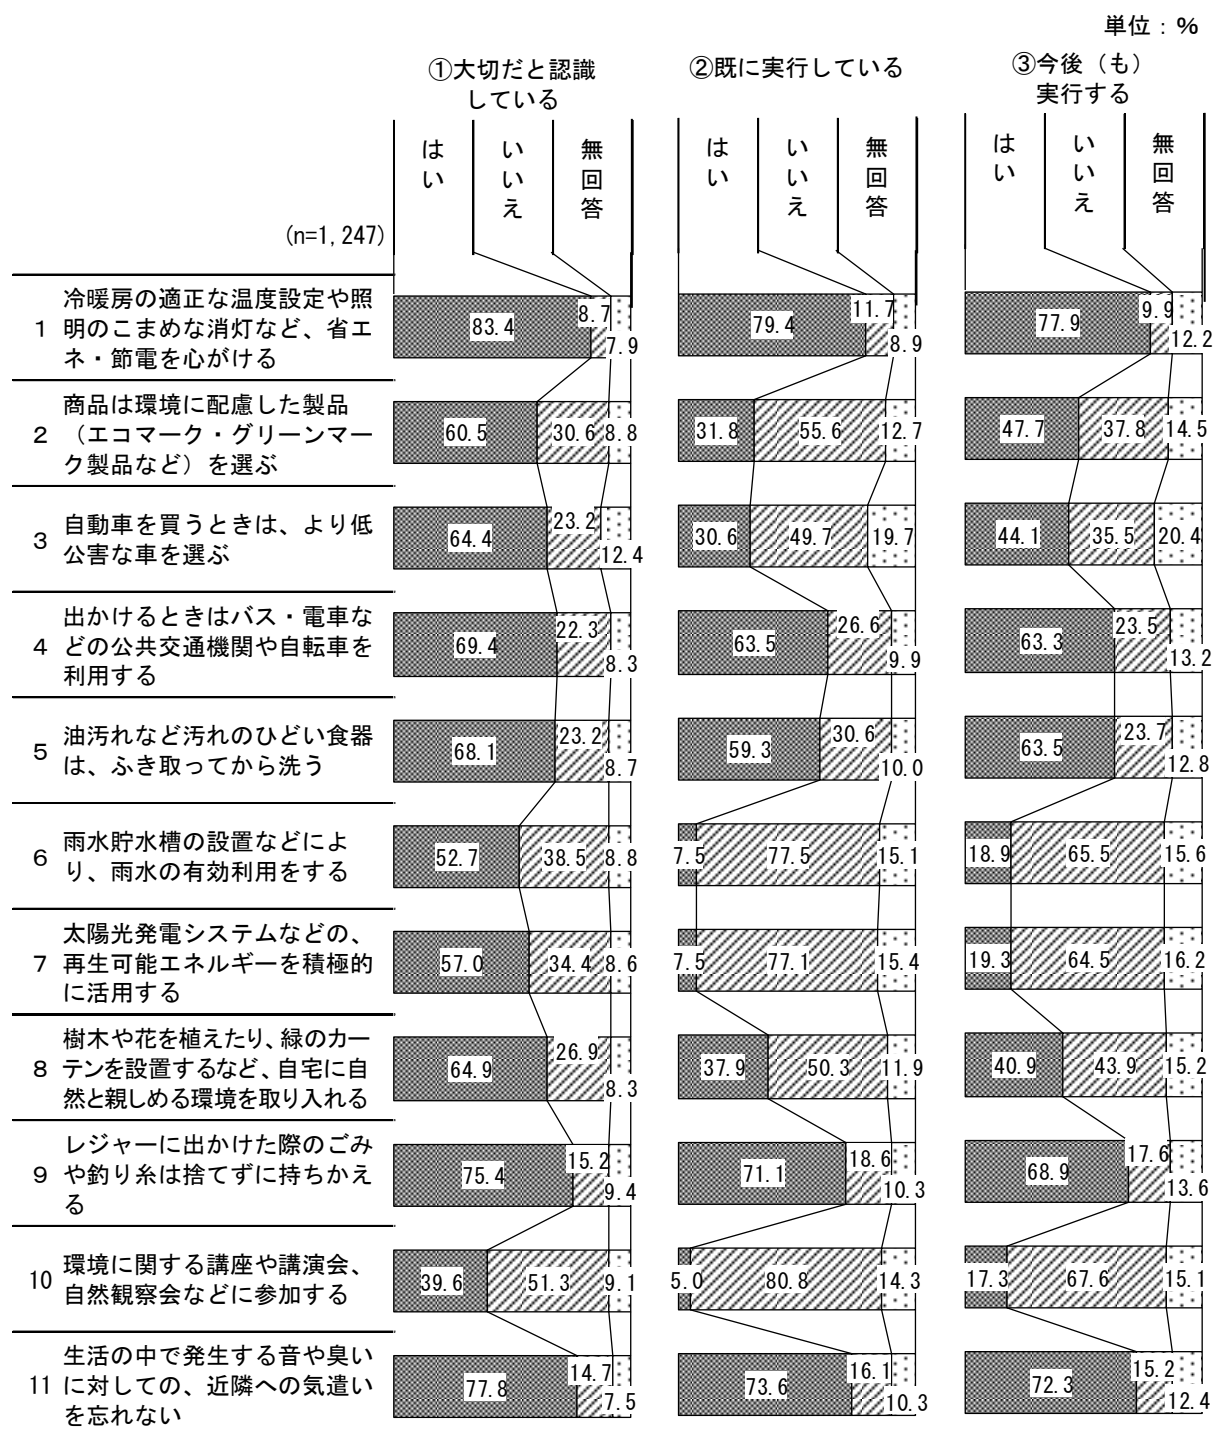 単位：%
①大切だと認識
している
②既に実行している
③今後（も）
実行する
はい
いいえ
無回答
はい
いいえ
無回答
はい
いいえ
無回答
(n=1,247)
1
冷暖房の適正な温度設定や照
明のこまめな消灯など、省エ
ネ・節電を心がける
83.4 8.7 7.9
79.4 11.7 8.9
77.9 9.9 12.2
2
商品は環境に配慮した製品
（エコマーク・グリーンマー
ク製品など）を選ぶ
60.5 30.6 8.8
31.8 55.6 12.7
47.7 37.8 14.5
3
自動車を買うときは、より低
公害な車を選ぶ
64.4 23.2 12.4
30.6 49.7 19.7
44.1 35.5 20.4
4
出かけるときはバス・電車な
どの公共交通機関や自転車を
利用する
69.4 22.3 8.3
63.5 26.6 9.9
63.3 23.5 13.2
5
油汚れなど汚れのひどい食器
は、ふき取ってから洗う
68.1 23.2 8.7
59.3 30.6 10.0
63.5 23.7 12.8
6
雨水貯水槽の設置などによ
り、雨水の有効利用をする
52.7 38.5 8.8
7.5 77.5 15.1
18.9 65.5 15.6
7
太陽光発電システムなどの、
再生可能エネルギーを積極的
に活用する
57.0 34.4 8.6
7.5 77.1 15.4
19.3 64.5 16.2
8
樹木や花を植えたり、緑のカー
テンを設置するなど、自宅に自
然と親しめる環境を取り入れる
64.9 26.9 8.3
37.9 50.3 11.9
40.9 43.9 15.2
9
レジャーに出かけた際のごみ
や釣り糸は捨てずに持ちかえ
る
75.4 15.2 9.4
71.1 18.6 10.3
68.9 17.6 13.6
10
環境に関する講座や講演会、
自然観察会などに参加する
39.6 51.3 9.1
5.0 80.8 14.3
17.3 67.6 15.1
11
生活の中で発生する音や臭い
に対しての、近隣への気遣い
を忘れない
77.8 14.7 7.5
73.6 16.1 10.3
72.3 15.2 12.4